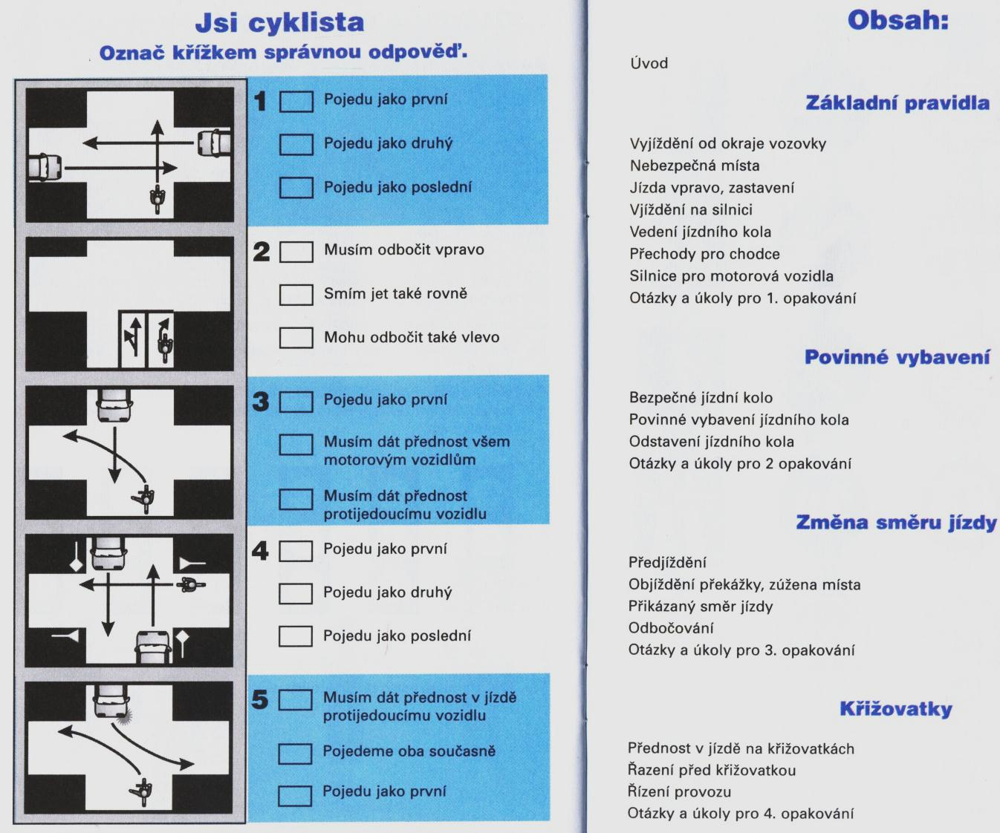 Jsi cyklista
Označ křížkem správnou odpověď.
1
Pojedu jako první
Pojedu jako druhý
Pojedu jako poslední
2
Musím odbočit vpravo
Smím jet také rovně
Mohu odbočit také vlevo
3
Pojedu jako první
Musím dát přednost všem
motorovým vozidlům
Musím dát přednost
protijedoucímu vozidlu
4
Pojedu jako první
Pojedu jako druhý
Pojedu jako poslední
5
Musím dát přednost v jízdě
protijedoucímu vozidlu
Pojedeme oba současně
Pojedu jako první
Obsah:
Úvod
Základní pravidla
Vyjíždění od okraje vozovky
Nebezpečná místa
Jízda vpravo, zastavení
Vjíždění na silnici
Vedení jízdního kola
Přechody pro chodce
Silnice pro motorová vozidla
Otázky a úkoly pro 1. opakování
Povinné vybavení
Bezpečné jízdní kolo
Povinné vybavení jízdního kola
Odstavení jízdního kola
Otázky a úkoly pro 2 opakování
Změna směru jízdy
Předjíždění
Objíždění překážky, zúžena místa
Přikázaný směr jízdy
Odbočování
Otázky a úkoly pro 3. opakování
Křižovatky
Přednost v jízdě na křižovatkách
Řazení před křižovatkou
Řízení provozu
Otázky a úkoly pro 4. opakování